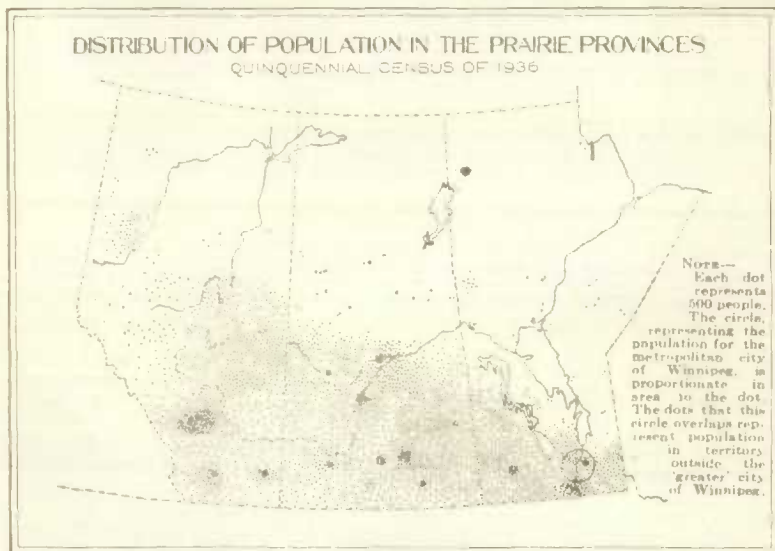 DISTRIBUTION OF POPULATION IN THE PRAIRIE PROVINCES
QUINQUENNIAL CENSUS OF 1936
NOTE—
Each dot
represents
500 people.
The circle,
representing the
population for the
metropolitan city
of Winnipeg, is
proportionate in
area to the dot.
The dots that this
circle overlaps rep-
resent population
in territory
outside the
'greater' city
of Winnipeg.